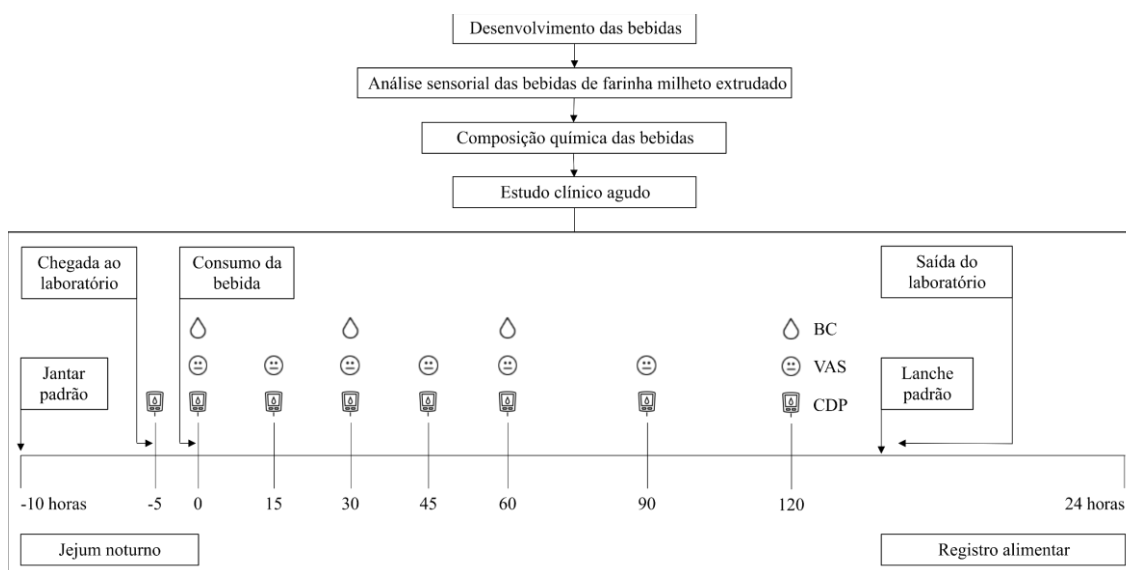 Desenvolvimento das bebidas
Análise sensorial das bebidas de farinha milheto extrudado
Composição química das bebidas
Estudo clínico agudo
Chegada ao
laboratório
Consumo da
bebida
Saída do
laboratório
BC
Jantar
padrão
VAS
Lanche
padrão
CDP
-10 horas
-5
0
15
30
45
60
90
120
24 horas
Jejum noturno
Registro alimentar